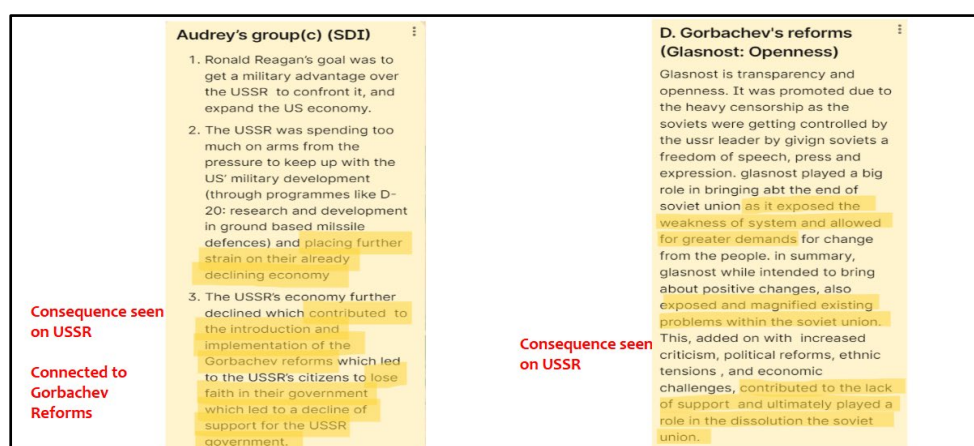 Audrey's group(c) (SDI)
1. Ronald Reagan's goal was to
get a military advantage over
the USSR to confront it, and
expand the US economy.
2. The USSR was spending too
much on arms from the
pressure to keep up with the
US' military development
(through programmes like D-
20: research and development
in ground based milssile
defences) and placing further
strain on their already
declining economy
3. The USSR's economy further
declined which contributed to
the introduction and
implementation of the
Gorbachev reforms which led
to the USSR's citizens to lose
faith in their government
which led to a decline of
support for the USSR
government.
Consequence seen
on USSR
Connected to
Gorbachev
Reforms
D. Gorbachev's reforms
(Glasnost: Openness)
Glasnost is transparency and
openness. It was promoted due to
the heavy censorship as the
soviets were getting controlled by
the ussr leader by givign soviets a
freedom of speech, press and
expression. glasnost played a big
role in bringing abt the end of
soviet union as it exposed the
weakness of system and allowed
for greater demands for change
from the people. in summary,
glasnost while intended to bring
about positive changes, also
exposed and magnified existing
problems within the soviet union.
This, added on with increased
criticism, political reforms, ethnic
tensions , and economic
challenges, contributed to the lack
of support and ultimately played a
role in the dissolution the soviet
union.
Consequence seen
on USSR